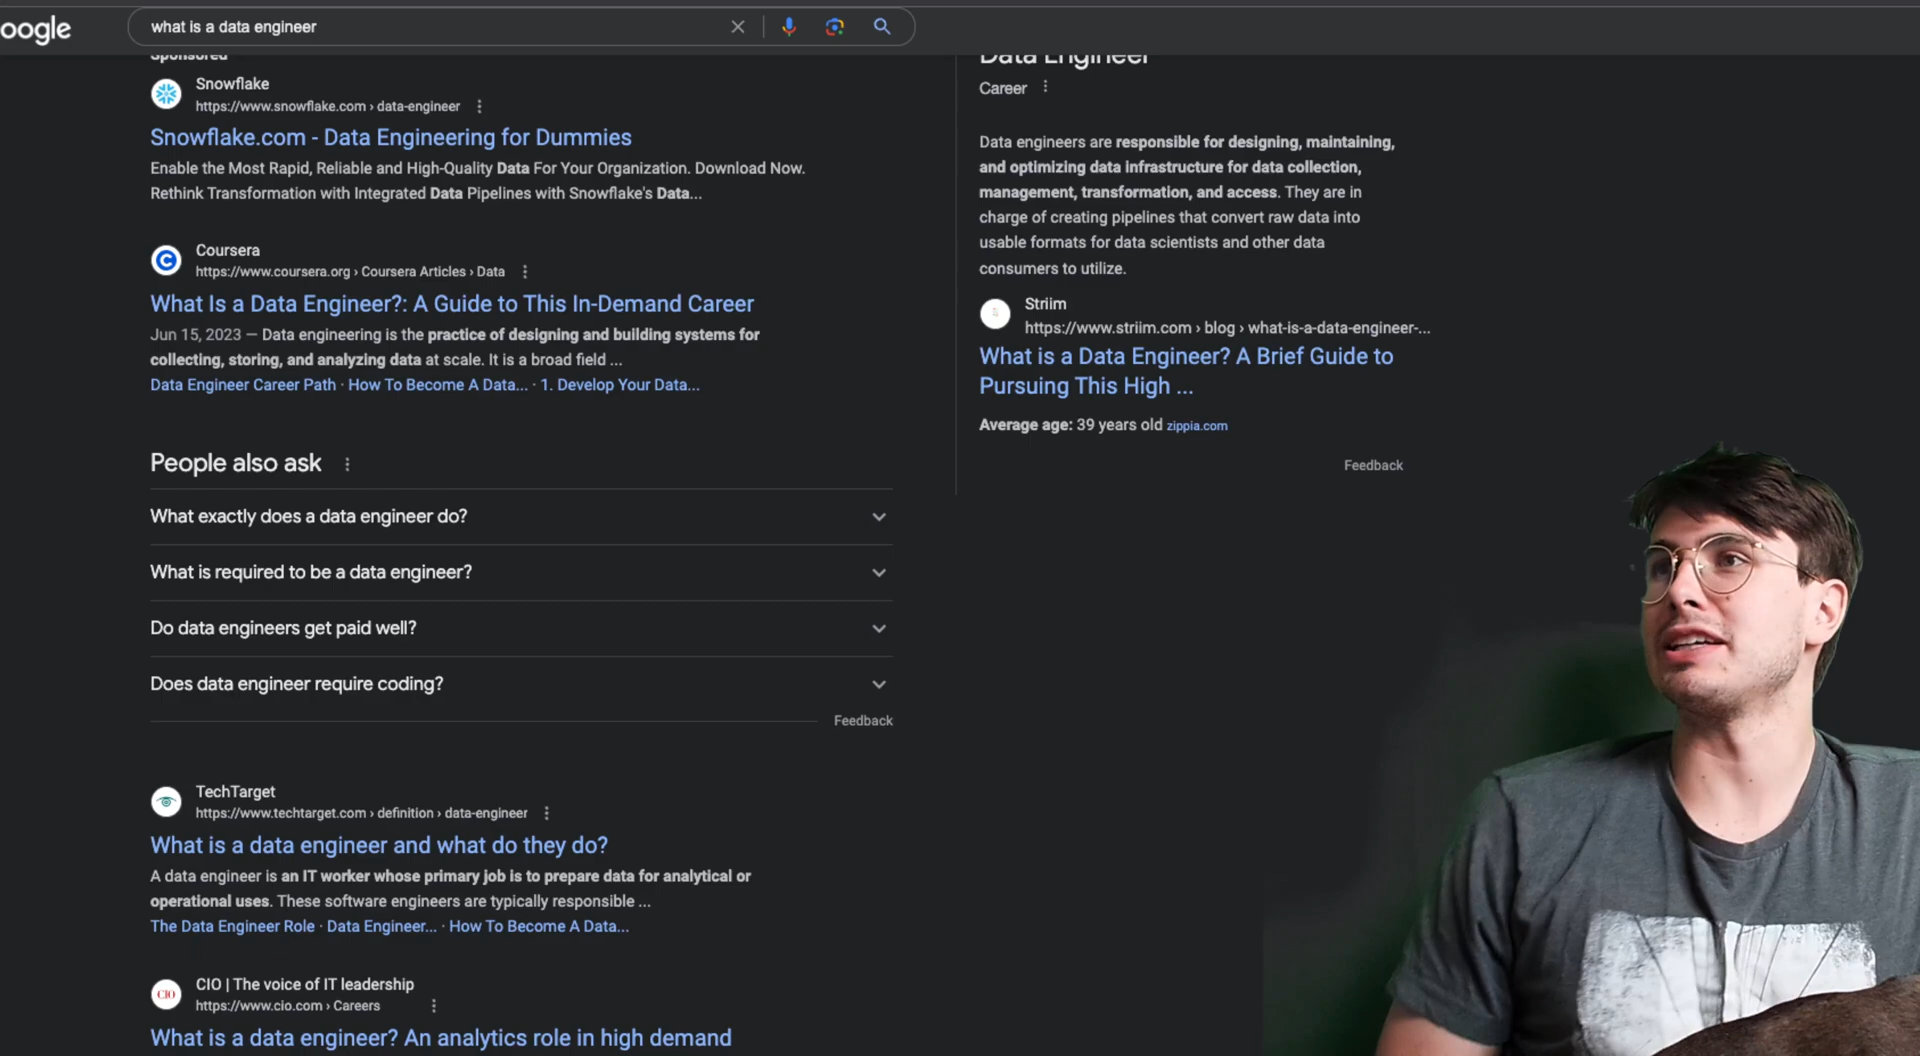 oogle
what is a data engineer
Sponsored
Snowflake
https://www.snowflake.com › data-engineer
Snowflake.com - Data Engineering for Dummies
Enable the Most Rapid, Reliable and High-Quality Data For Your Organization. Download Now.
Rethink Transformation with Integrated Data Pipelines with Snowflake's Data...
Coursera
https://www.coursera.org › Coursera Articles › Data
What Is a Data Engineer?: A Guide to This In-Demand Career
Jun 15, 2023 — Data engineering is the practice of designing and building systems for
collecting, storing, and analyzing data at scale. It is a broad field ...
Data Engineer Career Path · How To Become A Data... · 1. Develop Your Data...
People also ask
What exactly does a data engineer do?
What is required to be a data engineer?
Do data engineers get paid well?
Does data engineer require coding?
Feedback
TechTarget
https://www.techtarget.com › definition › data-engineer
What is a data engineer and what do they do?
A data engineer is an IT worker whose primary job is to prepare data for analytical or
operational uses. These software engineers are typically responsible ...
The Data Engineer Role · Data Engineer... · How To Become A Data...
CIO
CIO | The voice of IT leadership
https://www.cio.com › Careers
What is a data engineer? An analytics role in high demand
Data Engineer
Career
Data engineers are responsible for designing, maintaining,
and optimizing data infrastructure for data collection,
management, transformation, and access. They are in
charge of creating pipelines that convert raw data into
usable formats for data scientists and other data
consumers to utilize.
Striim
https://www.striim.com › blog › what-is-a-data-engineer-...
What is a Data Engineer? A Brief Guide to
Pursuing This High ...
Average age: 39 years old zippia.com
Feedback